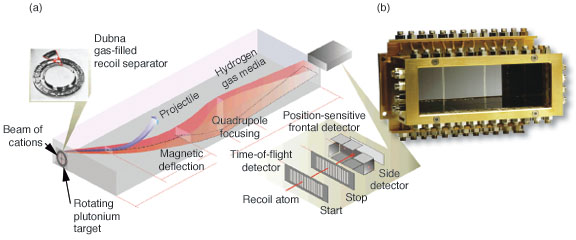 (a)
Dubna
gas-filled
recoil separator
Projectile
Hydrogen
gas media
Beam of
cations
Quadrupole
focusing
Magnetic
deflection
Rotating
plutonium
target
Position-sensitive
frontal detector
Time-of-flight
detector
Side
detector
Recoil atom
Start
Stop
(b)